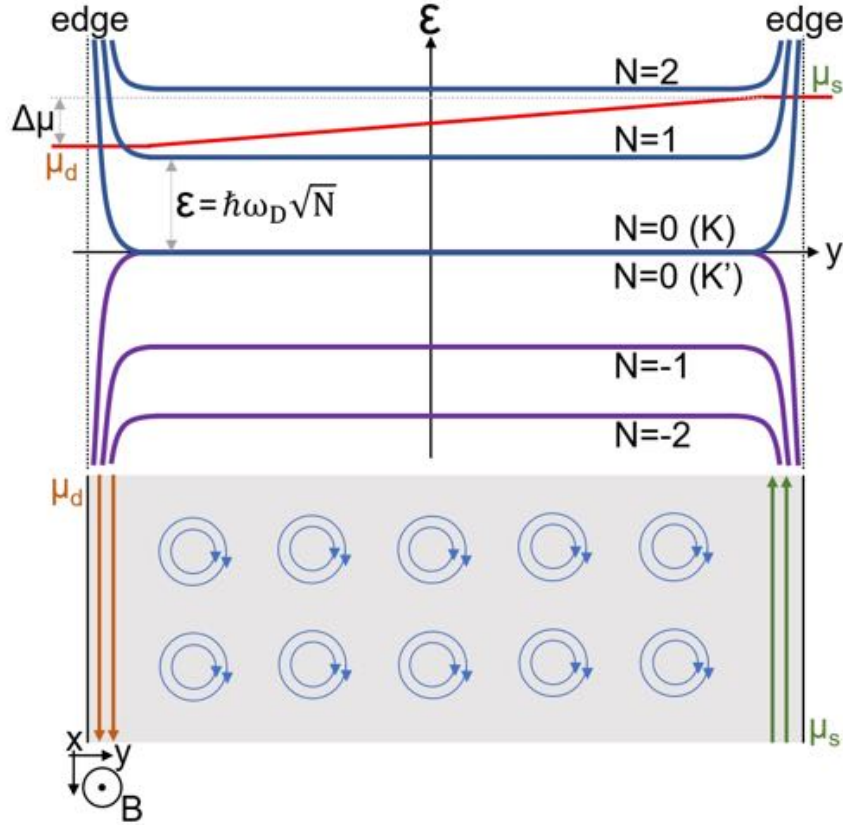 edge ℇ edge
N=2
μs
Δμ
N=1
μd
ℇ=ℏωD√N
N=0 (K)
y
N=0 (K’)
N=-1
N=-2
μd
x
y
μs
B